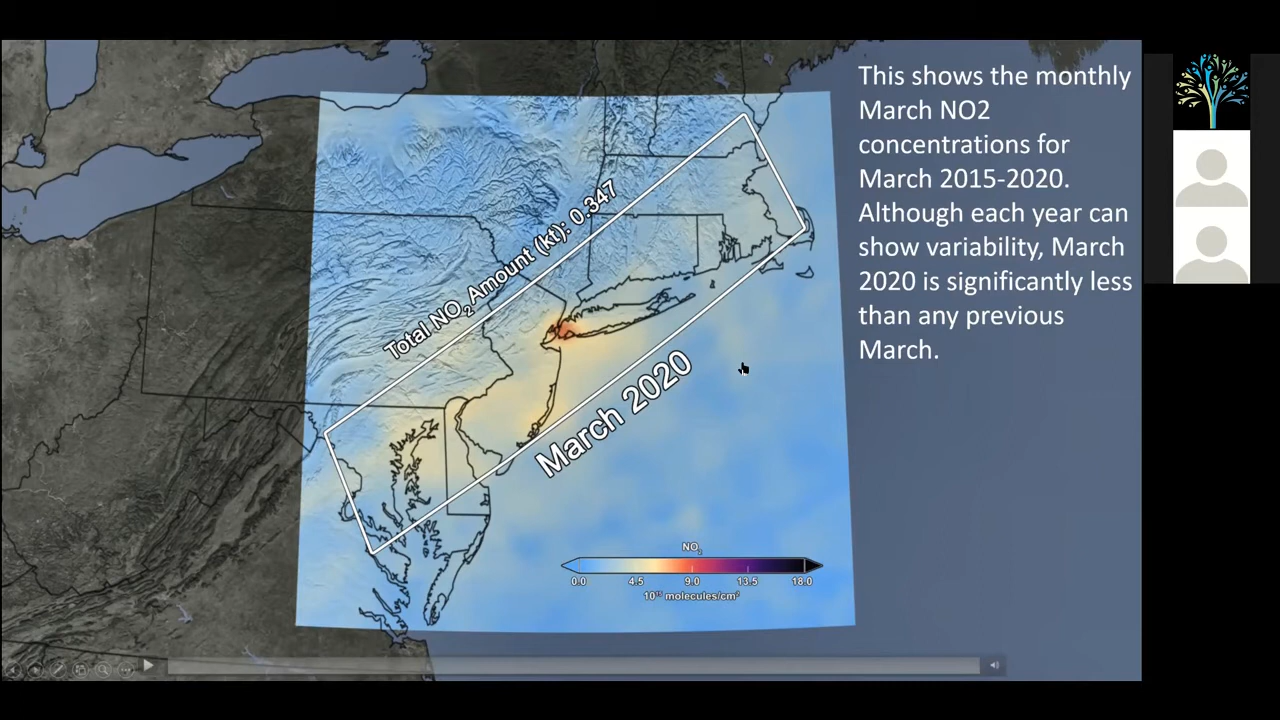 This shows the monthly
March NO2
concentrations for
March 2015-2020.
Although each year can
show variability, March
2020 is significantly less
than any previous
March.
Total NO₂ Amount (kt): 0.347
March 2020
NO₂
0.0 4.5 9.0 13.5 18.0
10¹⁵ molecules/cm²